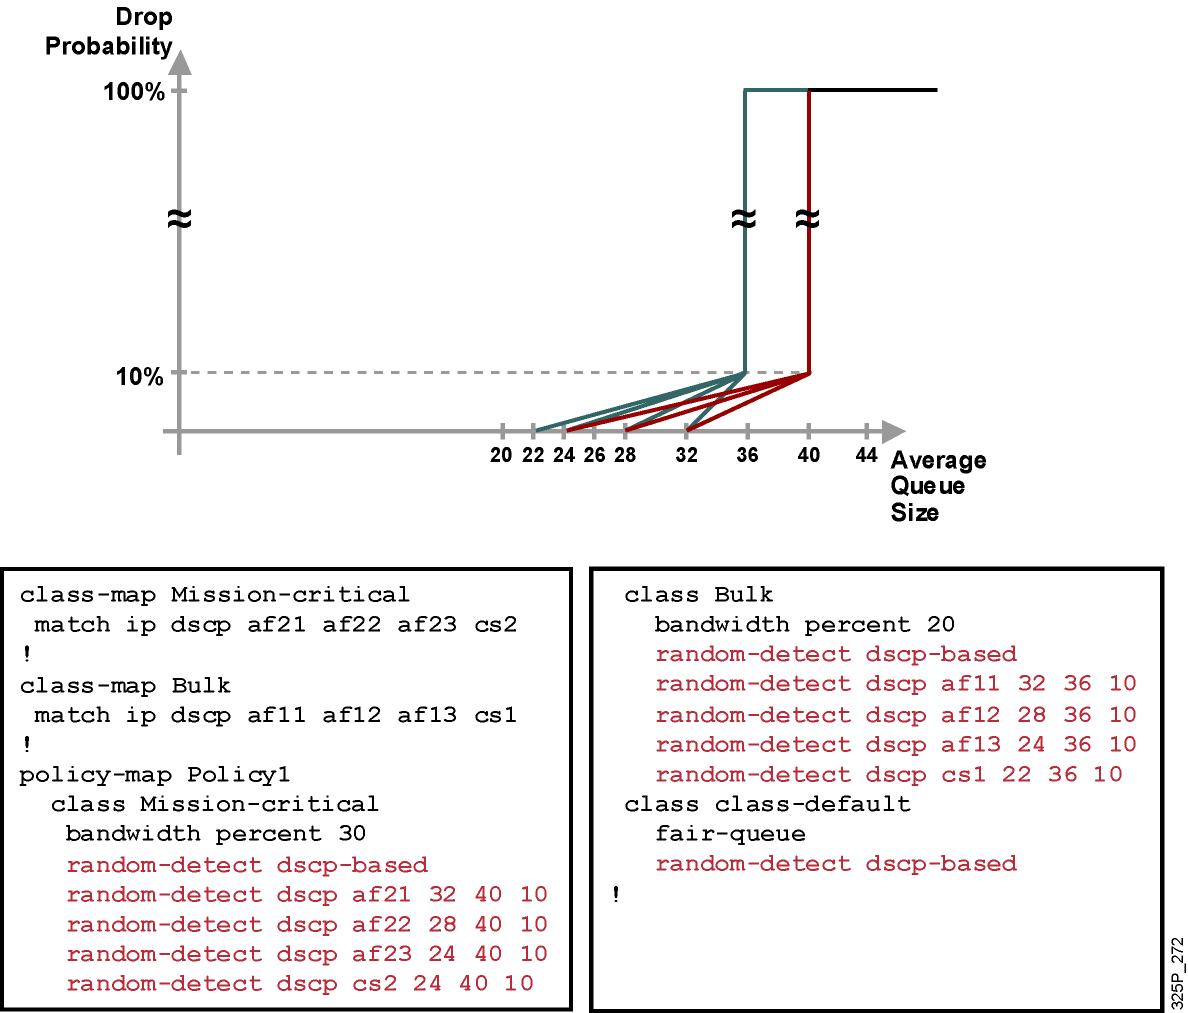 Drop
Probability
100%
10%
20 22 24 26 28 32 36 40 44
Average
Queue
Size
class-map Mission-critical
match ip dscp af21 af22 af23 cs2
!
class-map Bulk
match ip dscp af11 af12 af13 cs1
!
policy-map Policy1
class Mission-critical
bandwidth percent 30
random-detect dscp-based
random-detect dscp af21 32 40 10
random-detect dscp af22 28 40 10
random-detect dscp af23 24 40 10
random-detect dscp cs2 24 40 10
class Bulk
bandwidth percent 20
random-detect dscp-based
random-detect dscp af11 32 36 10
random-detect dscp af12 28 36 10
random-detect dscp af13 24 36 10
random-detect dscp cs1 22 36 10
class class-default
fair-queue
random-detect dscp-based
!
325P_272